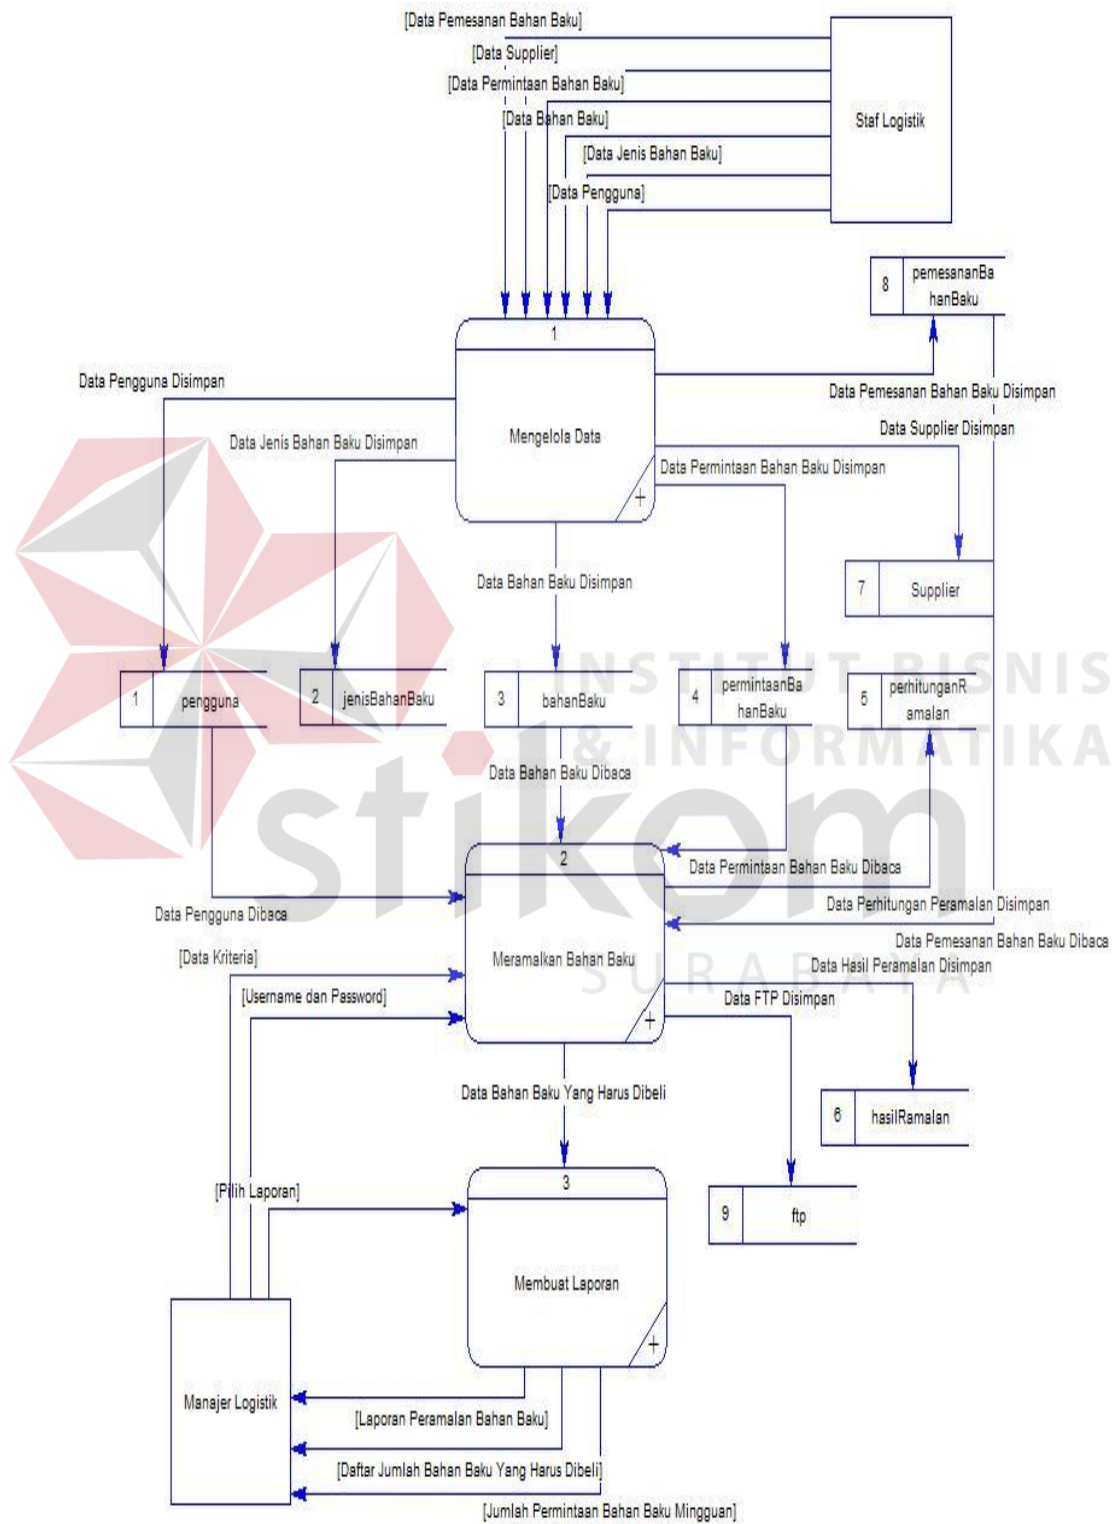 [Data Pemesanan Bahan Baku]
[Data Supplier]
[Data Permintaan Bahan Baku]
[Data Bahan Baku]
[Data Jenis Bahan Baku]
[Data Pengguna]
Staf Logistik
8
pemesananBa
hanBaku
1
Mengelola Data
+
Data Pengguna Disimpan
Data Jenis Bahan Baku Disimpan
Data Pemesanan Bahan Baku Disimpan
Data Supplier Disimpan
Data Permintaan Bahan Baku Disimpan
Data Bahan Baku Disimpan
7
Supplier
1
pengguna
2
jenisBahanBaku
3
bahanBaku
4
permintaanBa
hanBaku
5
perhitunganR
amalan
INSTITUT BISNIS
& INFORMATIKA
stikom
SURABAYA
Data Bahan Baku Dibaca
2
Meramalkan Bahan Baku
+
Data Permintaan Bahan Baku Dibaca
Data Perhitungan Peramalan Disimpan
Data Pengguna Dibaca
Data Pemesanan Bahan Baku Dibaca
[Data Kriteria]
Data Hasil Peramalan Disimpan
[Username dan Password]
Data FTP Disimpan
Data Bahan Baku Yang Harus Dibeli
6
hasilRamalan
9
ftp
[Pilih Laporan]
3
Membuat Laporan
+
Manajer Logistik
[Laporan Peramalan Bahan Baku]
[Daftar Jumlah Bahan Baku Yang Harus Dibeli]
[Jumlah Permintaan Bahan Baku Mingguan]